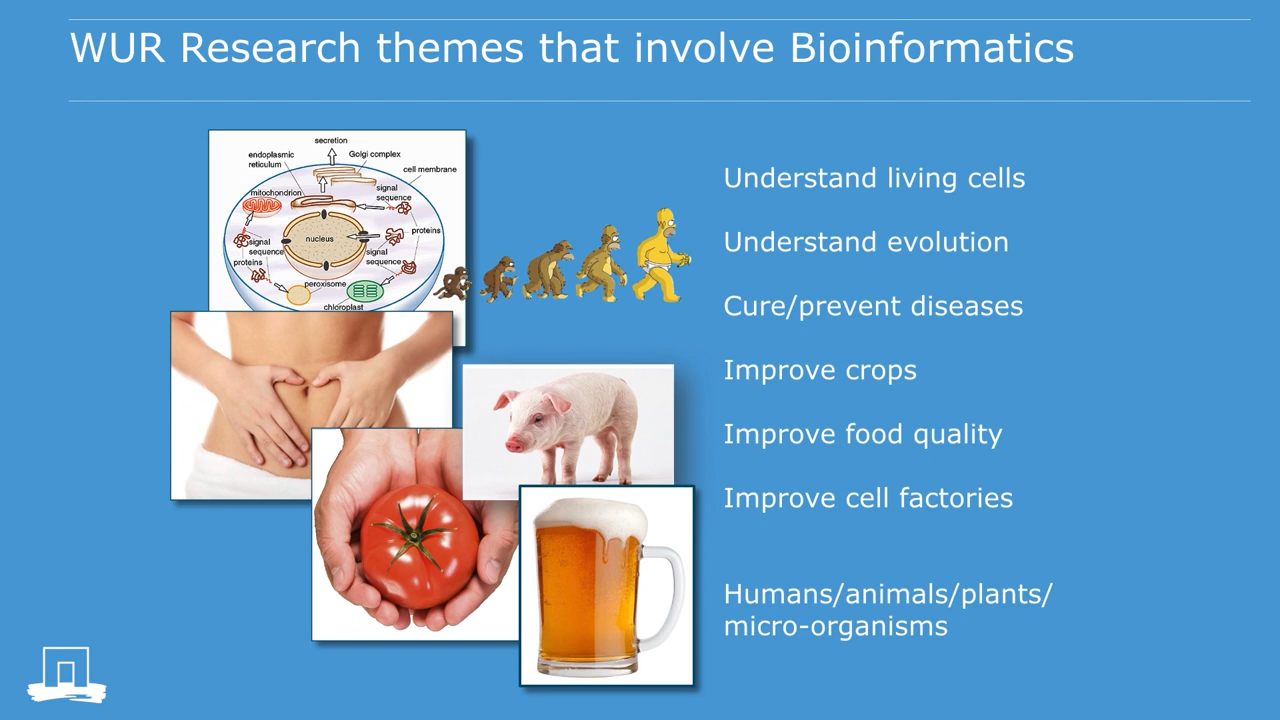 WUR Research themes that involve Bioinformatics
secretion
endoplasmic
reticulum
Golgi complex
cell membrane
mitochondrion
signal
sequence
proteins
nucleus
signal
sequence
signal
sequence
proteins
peroxisome
chloroplast
Understand living cells
Understand evolution
Cure/prevent diseases
Improve crops
Improve food quality
Improve cell factories
Humans/animals/plants/
micro-organisms